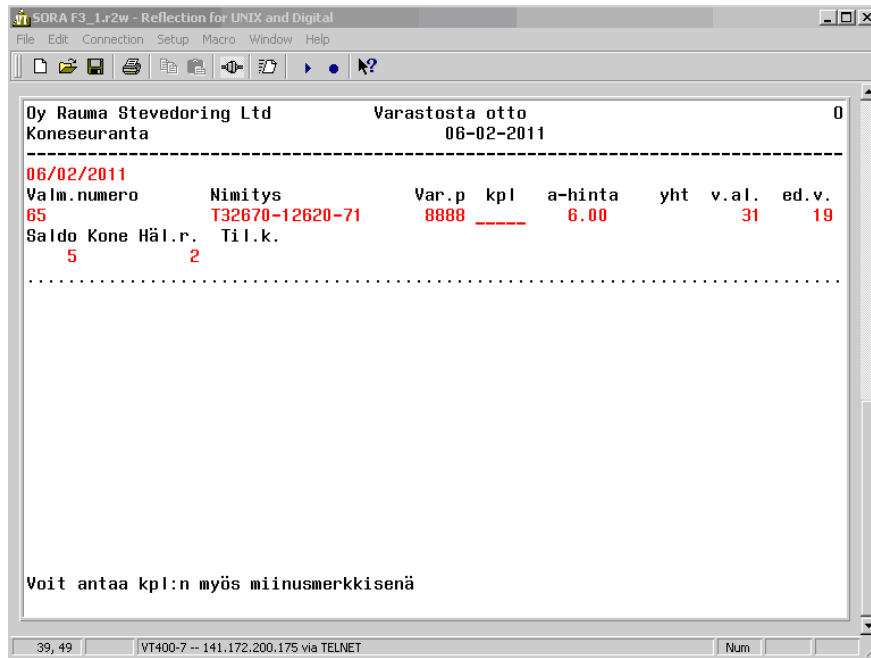 SORA F3_1.r2w - Reflection for UNIX and Digital
File Edit Connection Setup Macro Window Help
Oy Rauma Stevedoring Ltd Varastosta otto 0
Koneseuranta 06-02-2011
06/02/2011
Valm.numero Nimitys Var.p kpl a-hinta yht v.al. ed.v.
65 T32670-12620-71 8888 _____ 6.00 31 19
Saldo Kone Häl.r. Til.k.
5 2
Voit antaa kpl:n myös miinusmerkkisenä
39, 49 VT400-7 -- 141.172.200.175 via TELNET Num